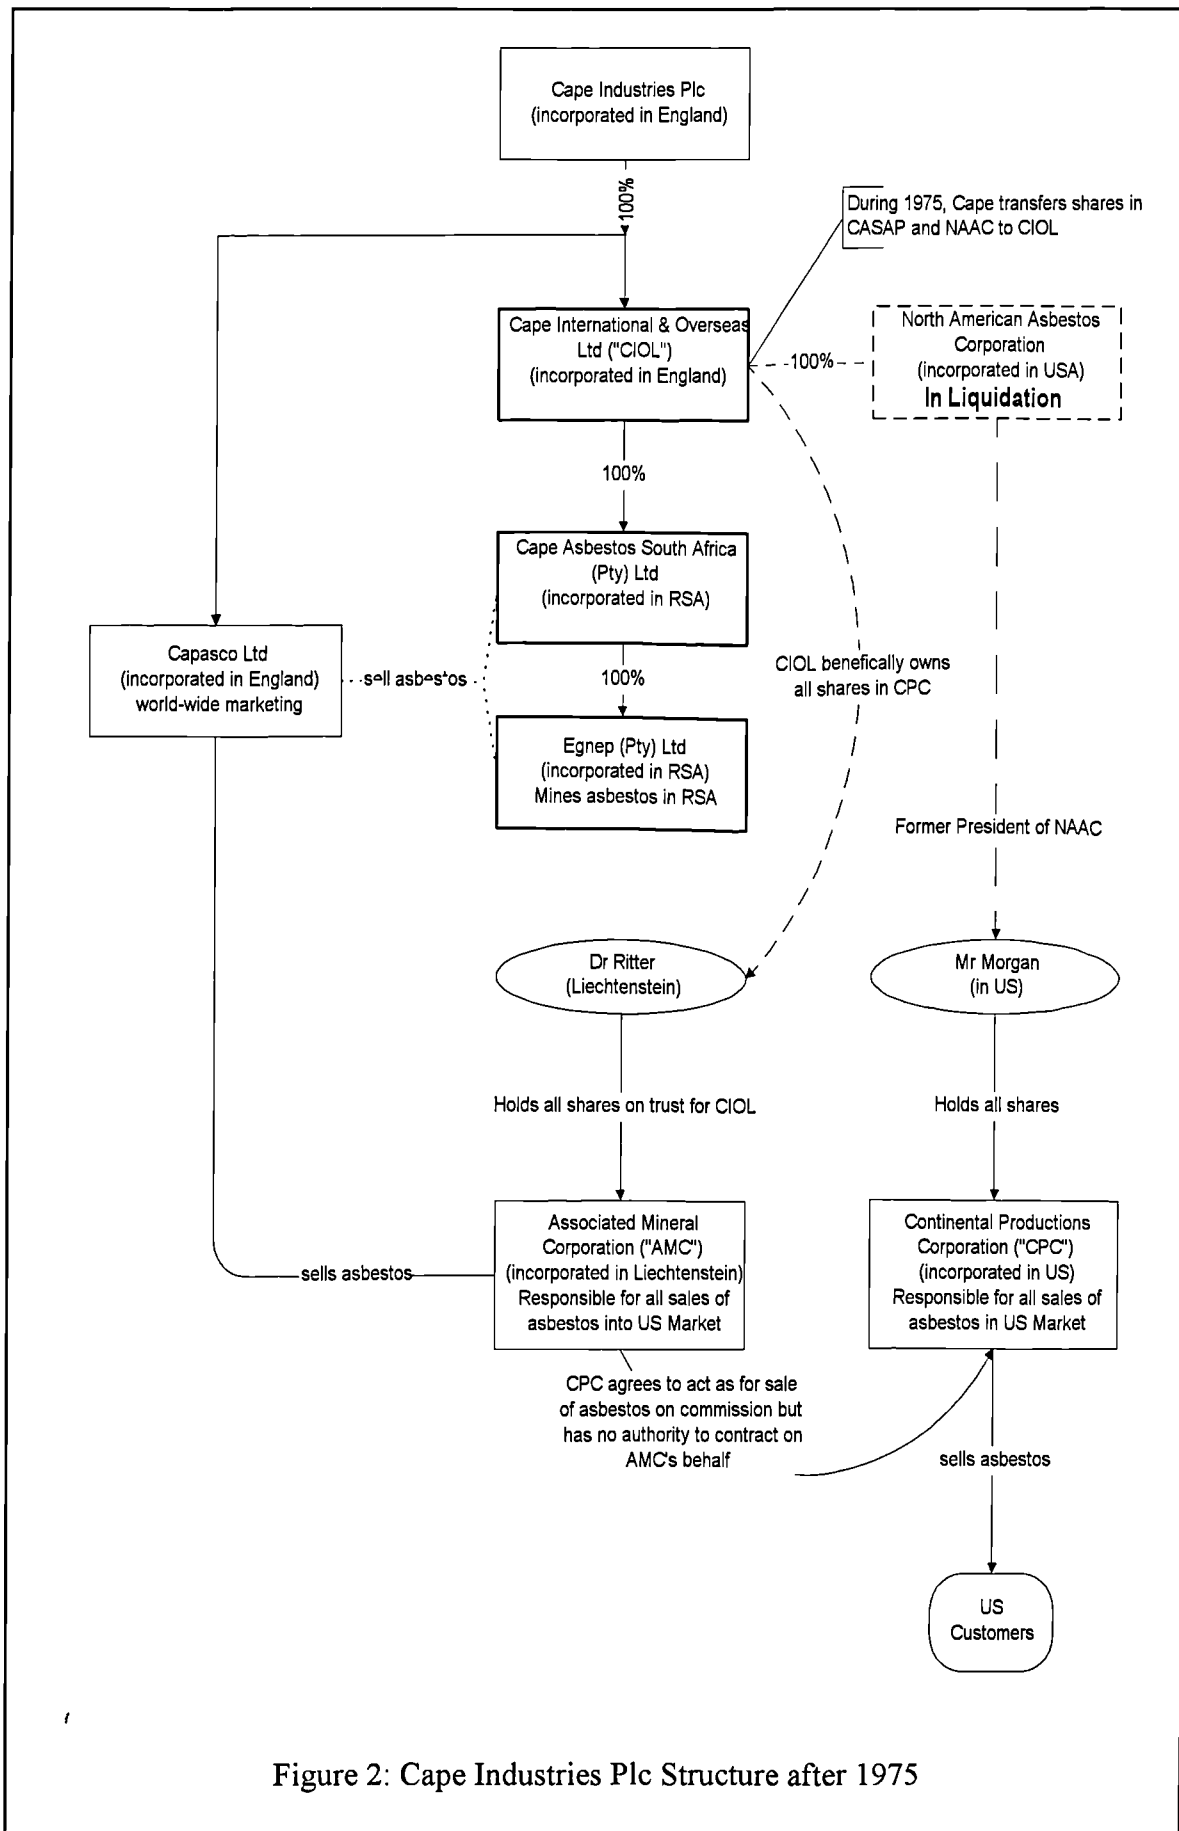 Cape Industries Plc
(incorporated in England)
100%
During 1975, Cape transfers shares in
CASAP and NAAC to CIOL
Cape International & Overseas
Ltd ("CIOL")
(incorporated in England)
100%
North American Asbestos
Corporation
(incorporated in USA)
In Liquidation
100%
Cape Asbestos South Africa
(Pty) Ltd
(incorporated in RSA)
Capasco Ltd
(incorporated in England)
world-wide marketing
sell asbestos
100%
CIOL benefically owns
all shares in CPC
Egnep (Pty) Ltd
(incorporated in RSA)
Mines asbestos in RSA
Former President of NAAC
Dr Ritter
(Liechtenstein)
Mr Morgan
(in US)
Holds all shares on trust for CIOL
Holds all shares
Associated Mineral
Corporation ("AMC")
(incorporated in Liechtenstein)
Responsible for all sales of
asbestos into US Market
sells asbestos
Continental Productions
Corporation ("CPC")
(incorporated in US)
Responsible for all sales of
asbestos in US Market
CPC agrees to act as for sale
of asbestos on commission but
has no authority to contract on
AMC's behalf
sells asbestos
US
Customers
Figure 2: Cape Industries Plc Structure after 1975